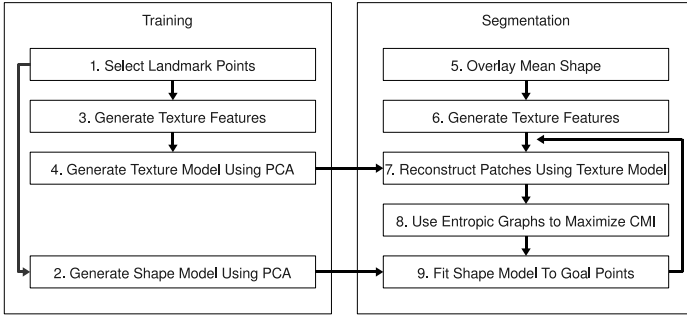 Training
1. Select Landmark Points
3. Generate Texture Features
4. Generate Texture Model Using PCA
2. Generate Shape Model Using PCA
Segmentation
5. Overlay Mean Shape
6. Generate Texture Features
7. Reconstruct Patches Using Texture Model
8. Use Entropic Graphs to Maximize CMI
9. Fit Shape Model To Goal Points